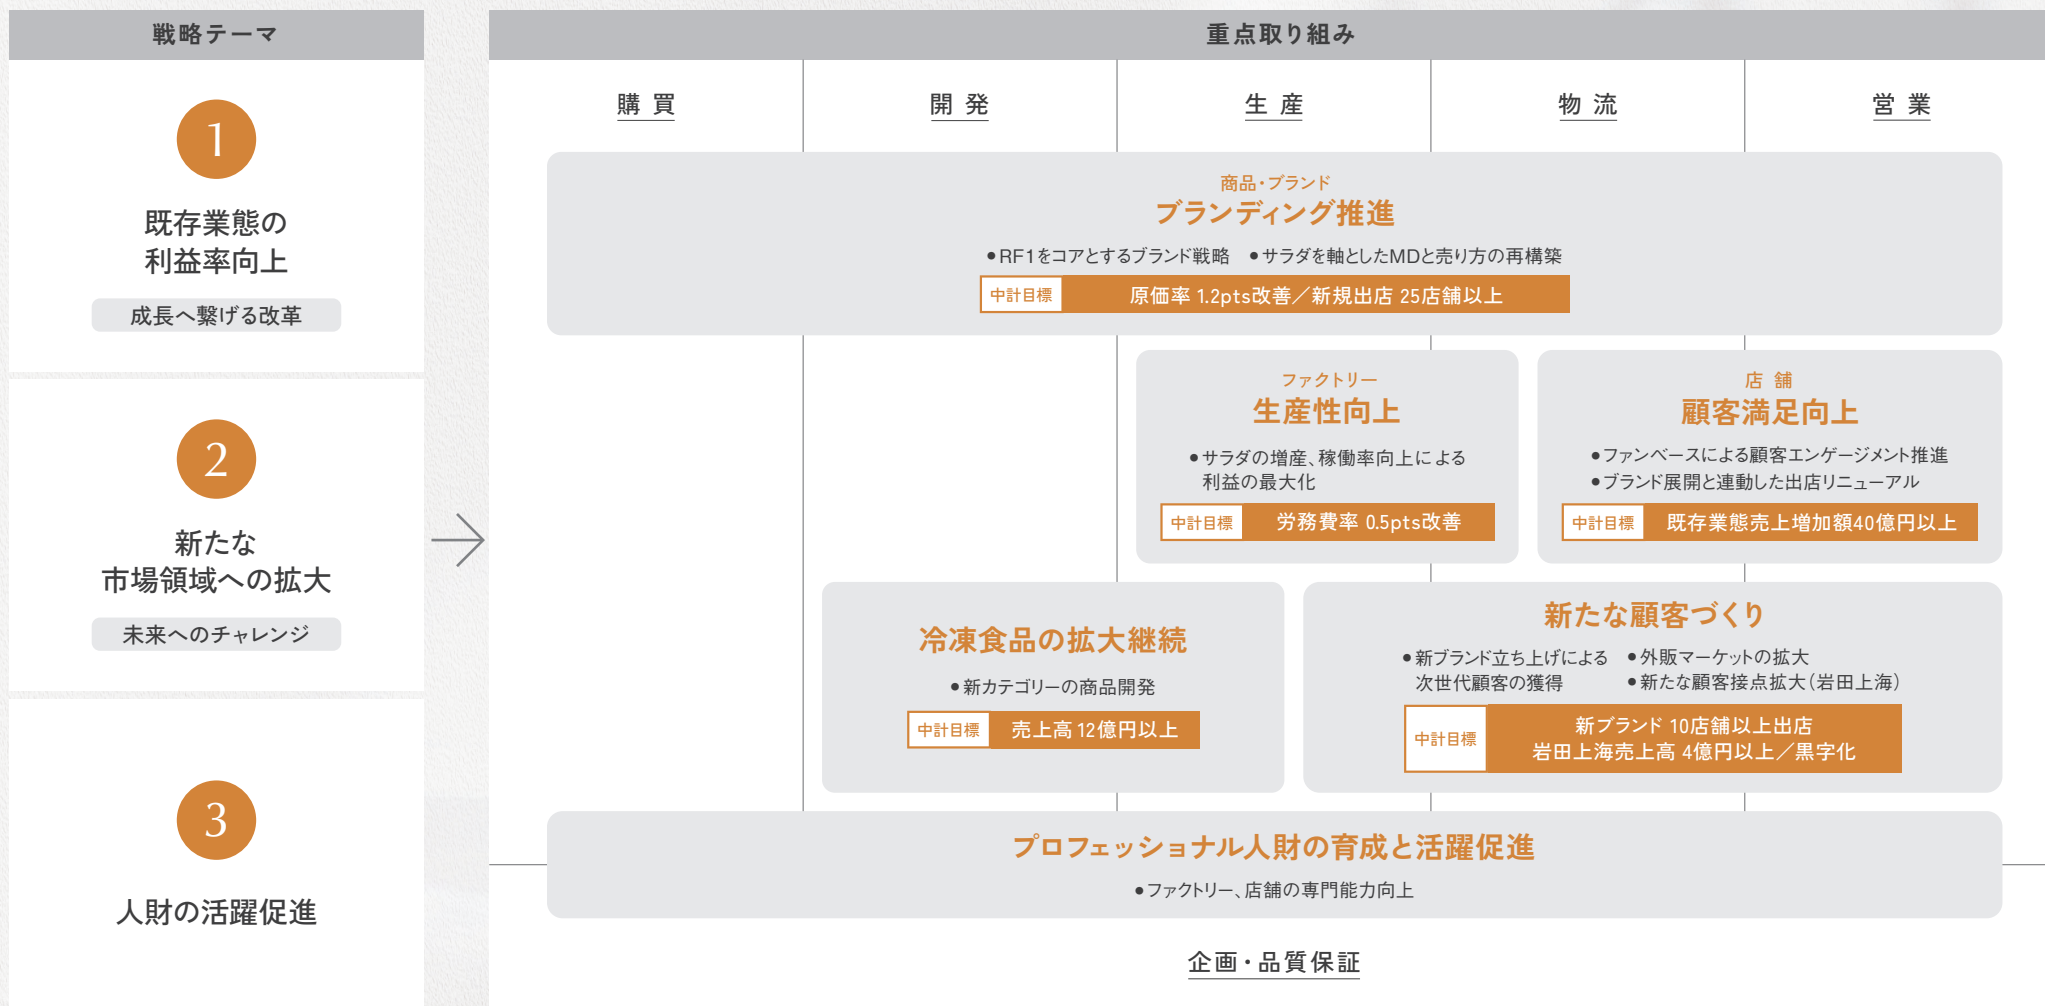 戦略テーマ
1
既存業態の
利益率向上
成長へ繋げる改革
2
新たな
市場領域への拡大
未来へのチャレンジ
3
人財の活躍促進
重点取り組み
購買
開発
生産
物流
営業
商品・ブランド
ブランディング推進
●RF1をコアとするブランド戦略 ●サラダを軸としたMDと売り方の再構築
中計目標 原価率 1.2pts改善／新規出店 25店舗以上
ファクトリー
生産性向上
●サラダの増産、稼働率向上による
利益の最大化
中計目標 労務費率 0.5pts改善
店舗
顧客満足向上
●ファンベースによる顧客エンゲージメント推進
●ブランド展開と連動した出店リニューアル
中計目標 既存業態売上増加額40億円以上
冷凍食品の拡大継続
●新カテゴリーの商品開発
中計目標 売上高 12億円以上
新たな顧客づくり
●新ブランド立ち上げによる
次世代顧客の獲得
●外販マーケットの拡大
●新たな顧客接点拡大（岩田上海）
中計目標
新ブランド 10店舗以上出店
岩田上海売上高 4億円以上／黒字化
プロフェッショナル人財の育成と活躍促進
●ファクトリー、店舗の専門能力向上
企画・品質保証